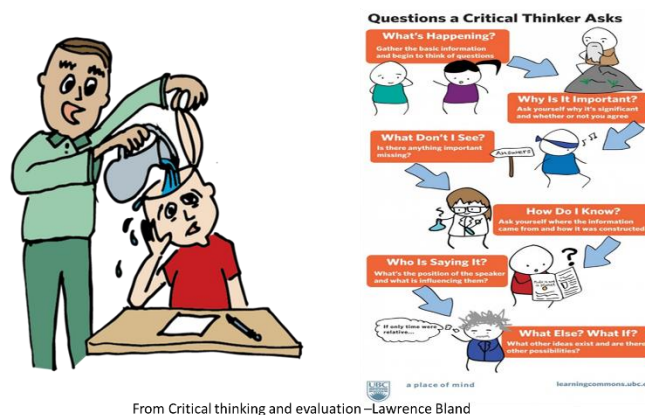 Questions a Critical Thinker Asks
What's Happening?
Gather the basic information
and begin to think of questions
Why Is It Important?
Ask yourself why it's significant
and whether or not you agree
What Don't I See?
Is there anything important
missing?
Answers
How Do I Know?
Ask yourself where the information
came from and how it was constructed
Who Is Saying It?
What's the position of the speaker
and what is influencing them?
?
If only time were
relative...
What Else? What If?
What other ideas exist and are there
other possibilities?
UBC
a place of mind
learningcommons.ubc.c
From Critical thinking and evaluation –Lawrence Bland